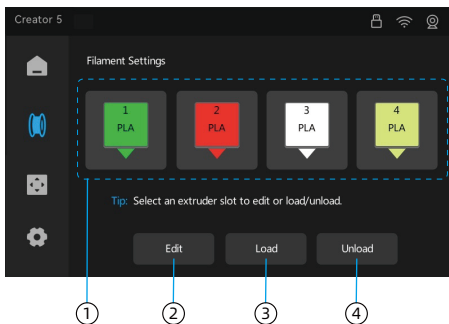 Creator 5
Filament Settings
1 2 3 4
PLA PLA PLA PLA
Tip: Select an extruder slot to edit or load/unload.
Edit Load Unload
1 2 3 4